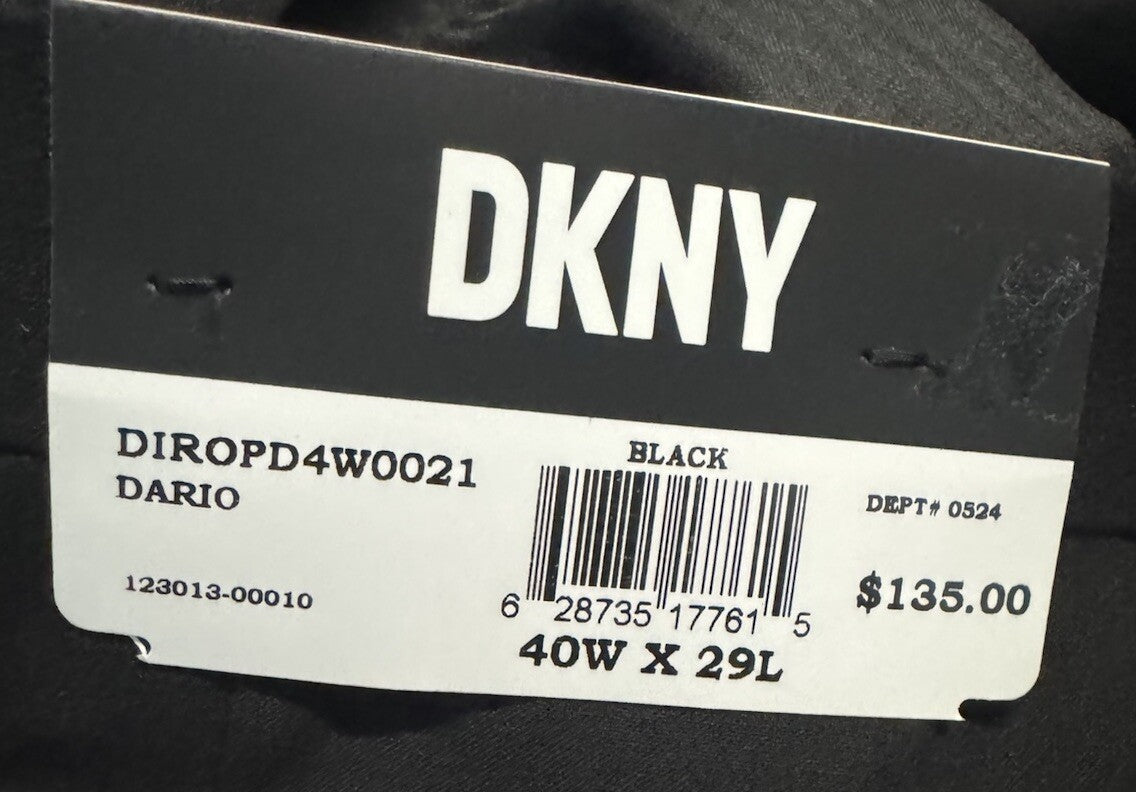 DKNY
DIROPD4W0021
DARIO
123013-00010
BLACK
6 28735 17761 5
40W X 29L
DEPT# 0524
$135.00